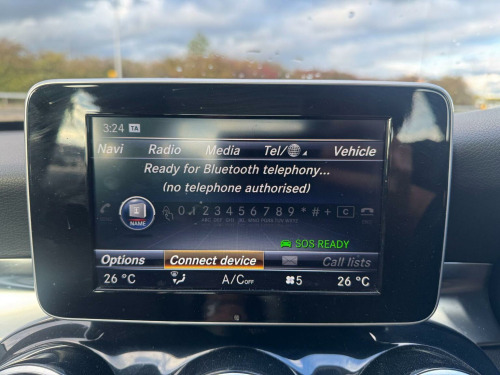 3:24 TA
Navi Radio Media Tel/ Vehicle
Ready for Bluetooth telephony...
(no telephone authorised)
0 1 2 3 4 5 6 7 8 9 * # + C
NAME
SOS READY
Options Connect device Call lists
26 °C A/C OFF 5 26 °C